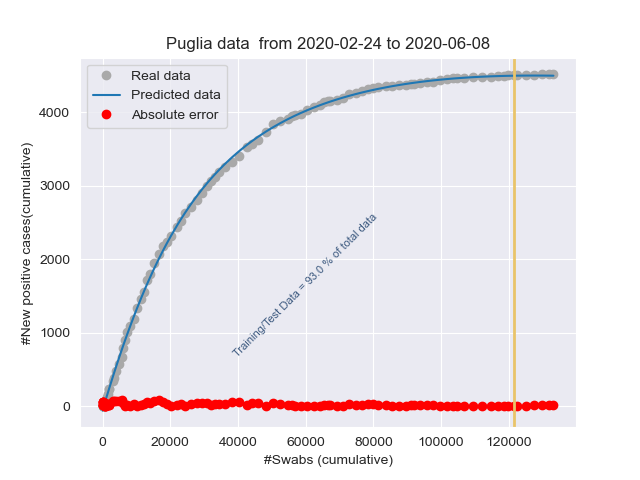 Puglia data  from 2020-02-24 to 2020-06-08
Real data
Predicted data
Absolute error
#New positive cases(cumulative)
4000
3000
2000
1000
0
Training/Test Data = 93.0 % of total data
0
20000
40000
60000
80000
100000
120000
#Swabs (cumulative)